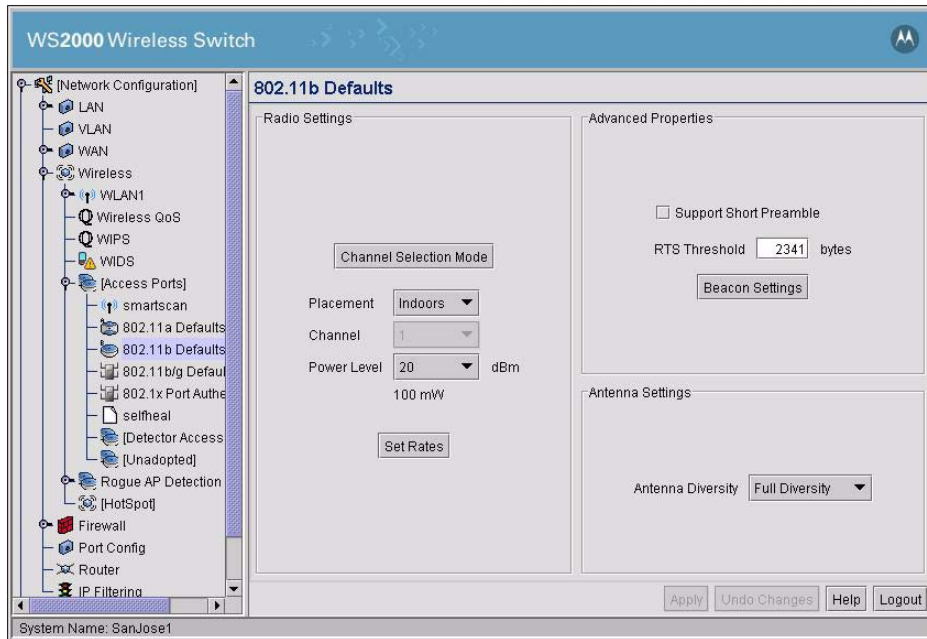 WS2000 Wireless Switch
[Network Configuration]
LAN
VLAN
WAN
Wireless
WLAN1
Wireless QoS
WIPS
WIDS
[Access Ports]
smartscan
802.11a Defaults
802.11b Defaults
802.11b/g Defaul
802.1x Port Authe
selfheal
[Detector Access
[Unadopted]
Rogue AP Detection
[HotSpot]
Firewall
Port Config
Router
IP Filtering
802.11b Defaults
Radio Settings
Channel Selection Mode
Placement Indoors
Channel 1
Power Level 20 dBm
100 mW
Set Rates
Advanced Properties
Support Short Preamble
RTS Threshold 2341 bytes
Beacon Settings
Antenna Settings
Antenna Diversity Full Diversity
Apply Undo Changes Help Logout
System Name: SanJose1